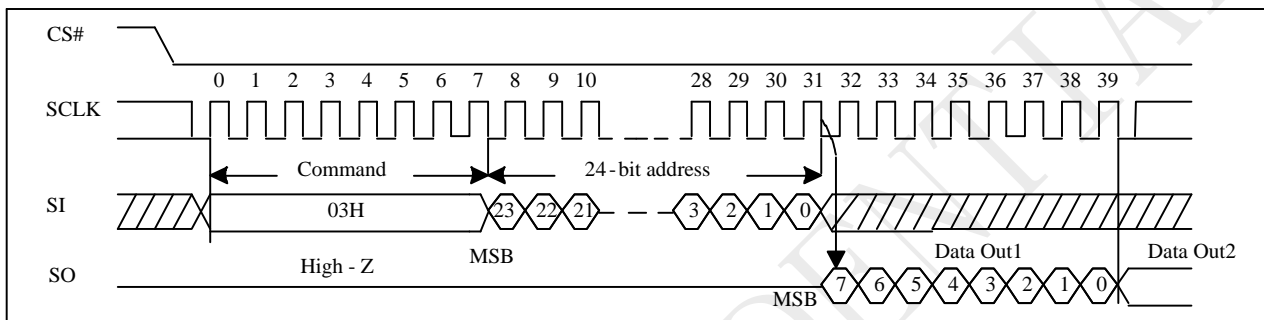 CS#
0 1 2 3 4 5 6 7 8 9 10 28 29 30 31 32 33 34 35 36 37 38 39
SCLK
Command 24-bit address
SI 03H 23 22 21 3 2 1 0
MSB
High - Z
Data Out1 Data Out2
SO 7 6 5 4 3 2 1 0
MSB